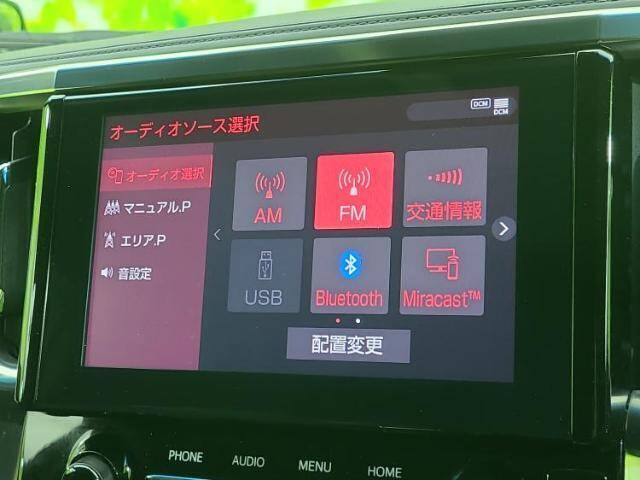 DCM
DCM
オーディオソース選択
オーディオ選択
マニュアル.P
エリア.P
音設定
AM
FM
交通情報
USB
Bluetooth
Miracast™
配置変更
PHONE
AUDIO
MENU
HOME